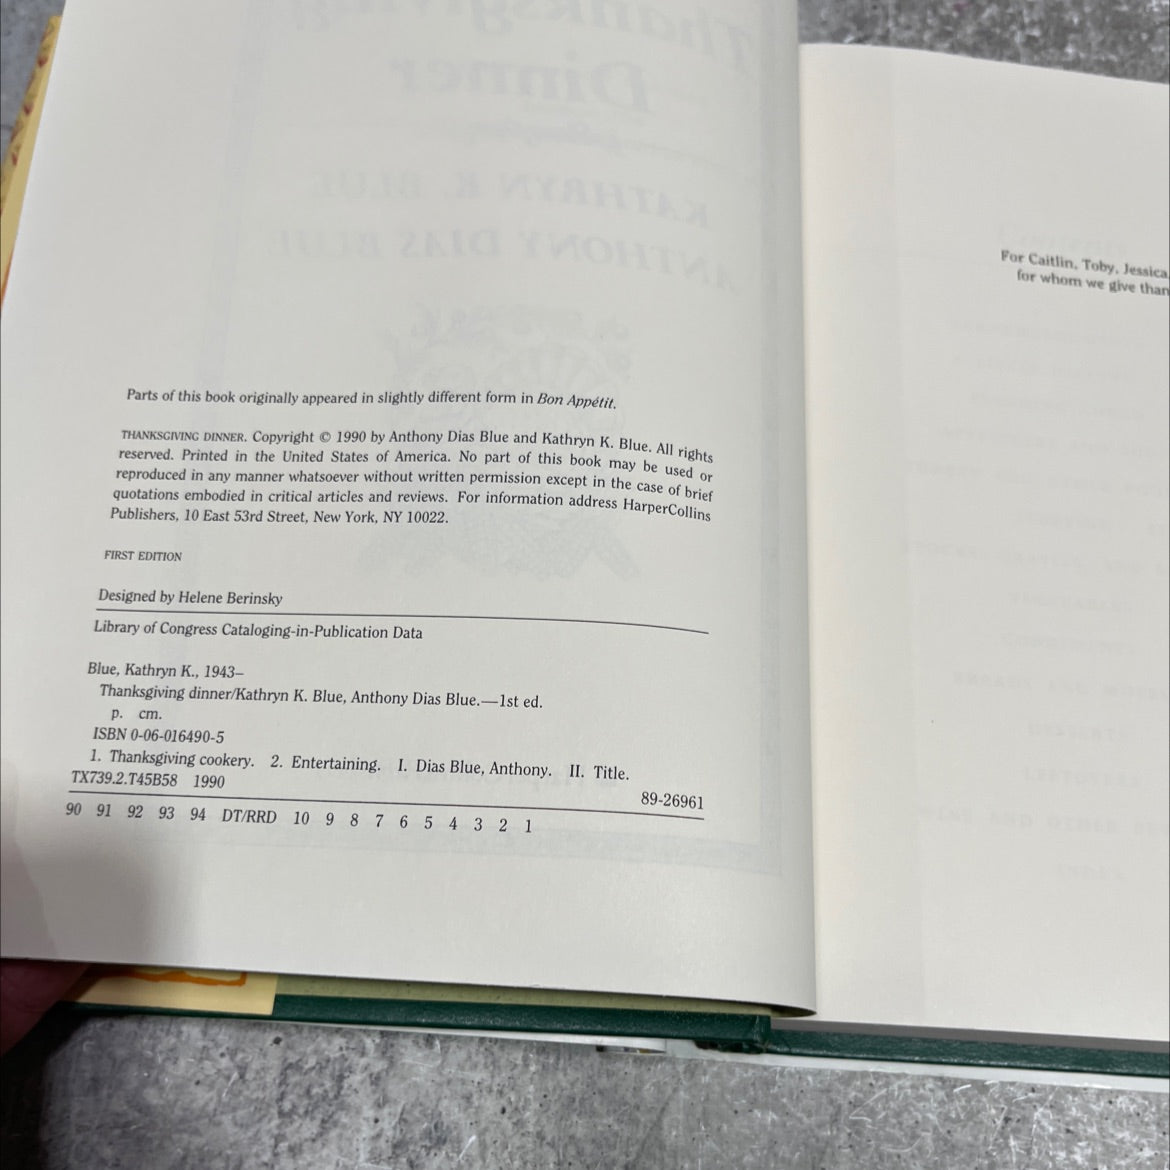 Parts of this book originally appeared in slightly different form in Bon Appétit.
THANKSGIVING DINNER. Copyright © 1990 by Anthony Dias Blue and Kathryn K. Blue. All rights
reserved. Printed in the United States of America. No part of this book may be used or
reproduced in any manner whatsoever without written permission except in the case of brief
quotations embodied in critical articles and reviews. For information address HarperCollins
Publishers, 10 East 53rd Street, New York, NY 10022.
FIRST EDITION
Designed by Helene Berinsky
Library of Congress Cataloging-in-Publication Data
Blue, Kathryn K., 1943–
Thanksgiving dinner/Kathryn K. Blue, Anthony Dias Blue.—1st ed.
p. cm.
ISBN 0-06-016490-5
1. Thanksgiving cookery. 2. Entertaining. I. Dias Blue, Anthony. II. Title.
TX739.2.T45B58 1990
89-26961
90 91 92 93 94 DT/RRD 10 9 8 7 6 5 4 3 2 1
For Caitlin, Toby, Jessica,
for whom we give than